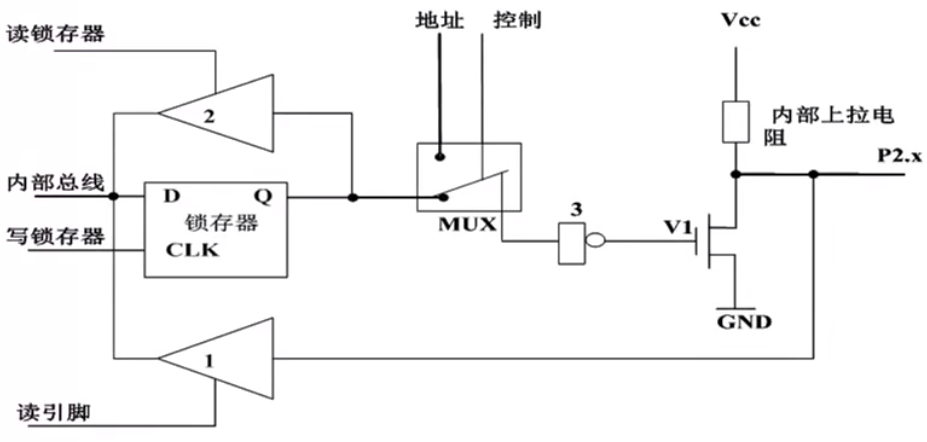 地址
控制
Vcc
读锁存器
2
内部上拉电
阻
P2.x
内部总线
D
Q
锁存器
MUX
3
V1
写锁存器
CLK
GND
1
读引脚